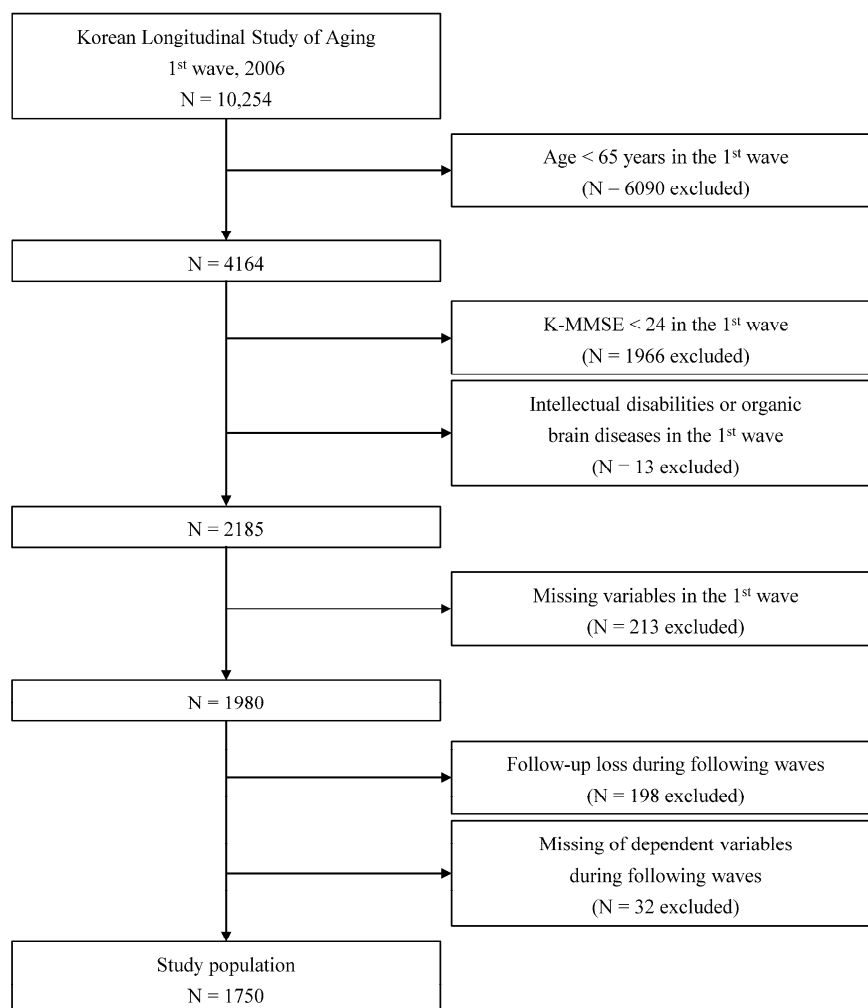 Korean Longitudinal Study of Aging
1st wave, 2006
N = 10,254
Age < 65 years in the 1st wave
(N − 6090 excluded)
N = 4164
K-MMSE < 24 in the 1st wave
(N = 1966 excluded)
Intellectual disabilities or organic
brain diseases in the 1st wave
(N − 13 excluded)
N = 2185
Missing variables in the 1st wave
(N = 213 excluded)
N = 1980
Follow-up loss during following waves
(N = 198 excluded)
Missing of dependent variables
during following waves
(N = 32 excluded)
Study population
N = 1750